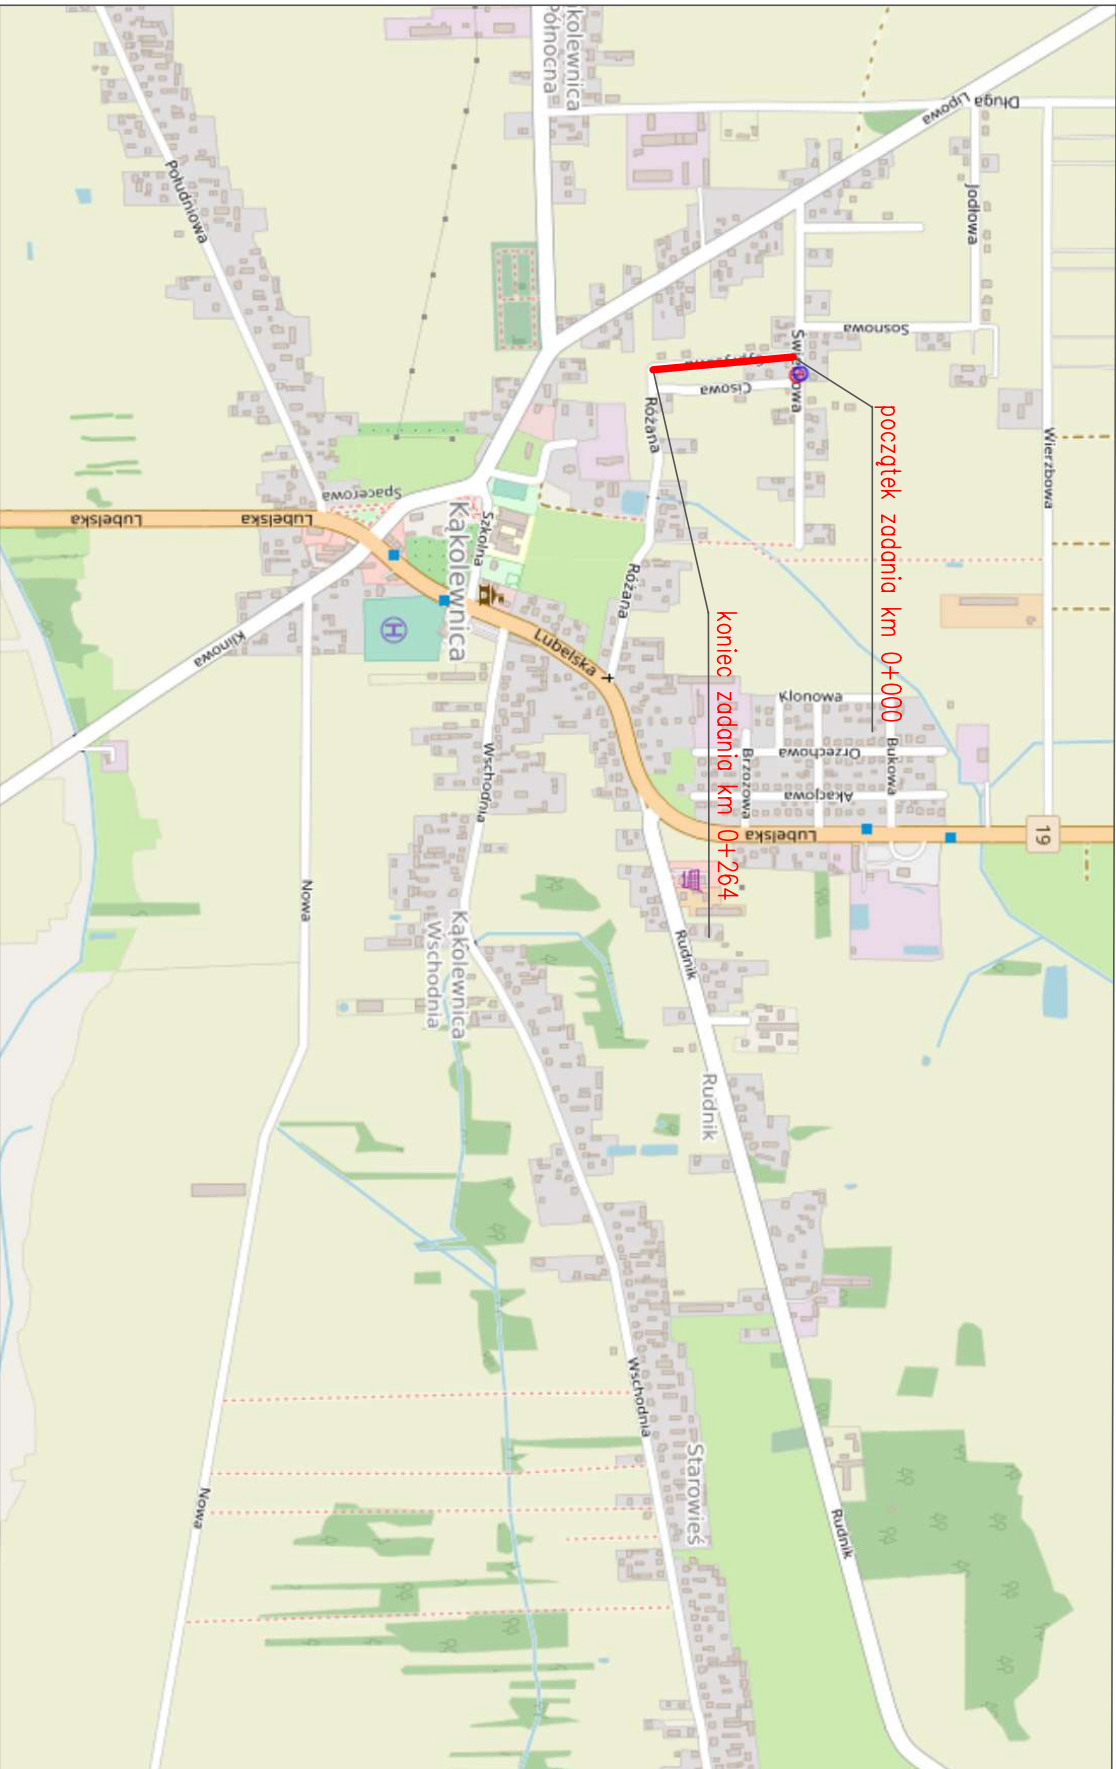 Kąkolewnica
Północna
Długa
Lipowa
Jodłowa
Południowa
Sosnowa
Cisowa
Różana
początek zadania km 0+000
Wierzbowa
Spacerowa
Lubelska
Lubelska
Szkolna
Kąkolewnica
Różana
koniec zadania km 0+264
Klinowa
Lubelska
Klonowa
Orzechowa
Bukowa
Brzozowa
Akacjowa
Wschodnia
Lubelska
19
Nowa
Kąkolewnica
Wschodnia
Rudnik
Rudnik
Wschodnia
Starowieś
Nowa
Rudnik
H